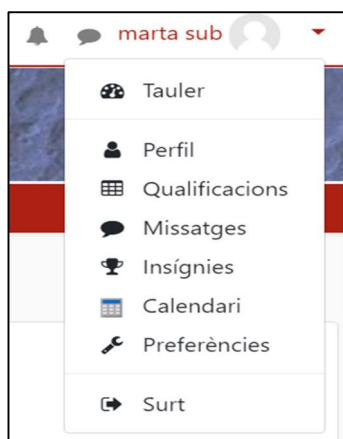 marta sub
Tauler
Perfil
Qualificacions
Missatges
Insígnies
Calendari
Preferències
Surt